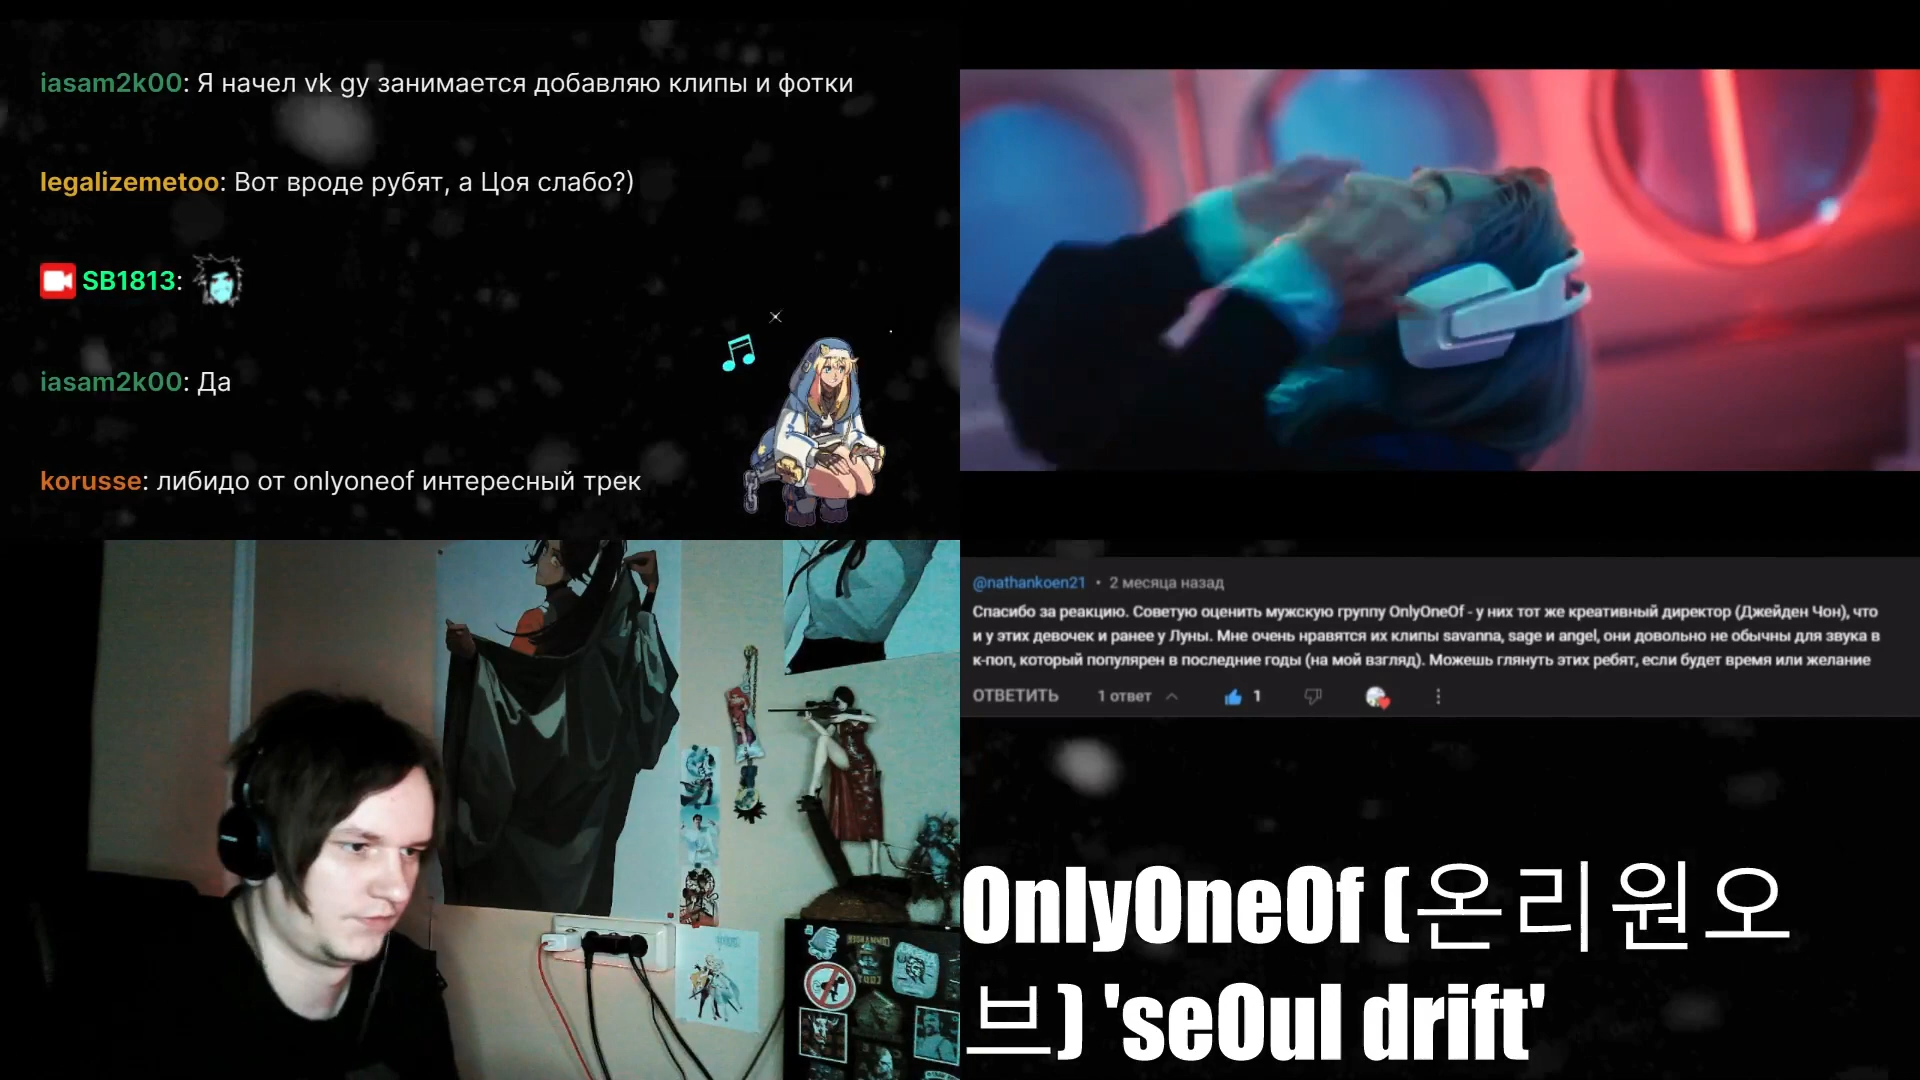 iasam2k00: Я начел vk gy занимается добавляю клипы и фотки
legalizemetoo: Вот вроде рубят, а Цоя слабо?)
SB1813:
iasam2k00: Да
korusse: либидо от onlyoneof интересный трек
@nathankoen21 • 2 месяца назад
Спасибо за реакцию. Советую оценить мужскую группу OnlyOneOf - у них тот же креативный директор (Джейден Чон), что
и у этих девочек и ранее у Луны. Мне очень нравятся их клипы savanna, sage и angel, они довольно не обычны для звука в
к-поп, который популярен в последние годы (на мой взгляд). Можешь глянуть этих ребят, если будет время или желание
ОТВЕТИТЬ 1 ответ 1
OnlyOneOf (온리원오
브) 'seOul drift'